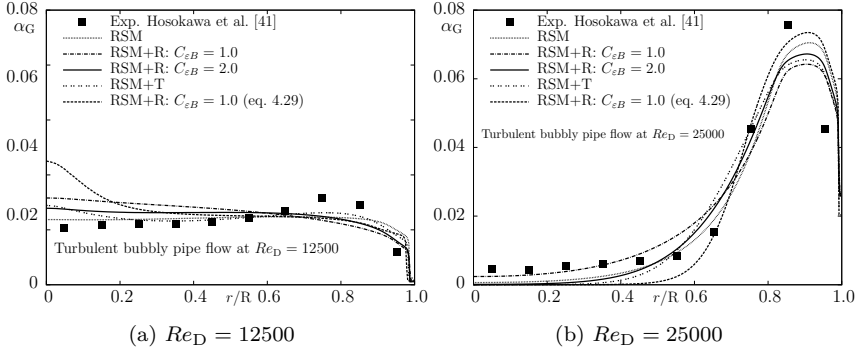 0.08
α_G
0.06
0.04
0.02
0
0 0.2 0.4 r/R 0.6 0.8 1.0
Exp. Hosokawa et al. [41]
RSM
RSM+R: C_εB = 1.0
RSM+R: C_εB = 2.0
RSM+T
RSM+R: C_εB = 1.0 (eq. 4.29)
Turbulent bubbly pipe flow at Re_D = 12500
(a) Re_D = 12500
0.08
α_G
0.06
0.04
0.02
0
0 0.2 0.4 r/R 0.6 0.8 1.0
Exp. Hosokawa et al. [41]
RSM
RSM+R: C_εB = 1.0
RSM+R: C_εB = 2.0
RSM+T
RSM+R: C_εB = 1.0 (eq. 4.29)
Turbulent bubbly pipe flow at Re_D = 25000
(b) Re_D = 25000